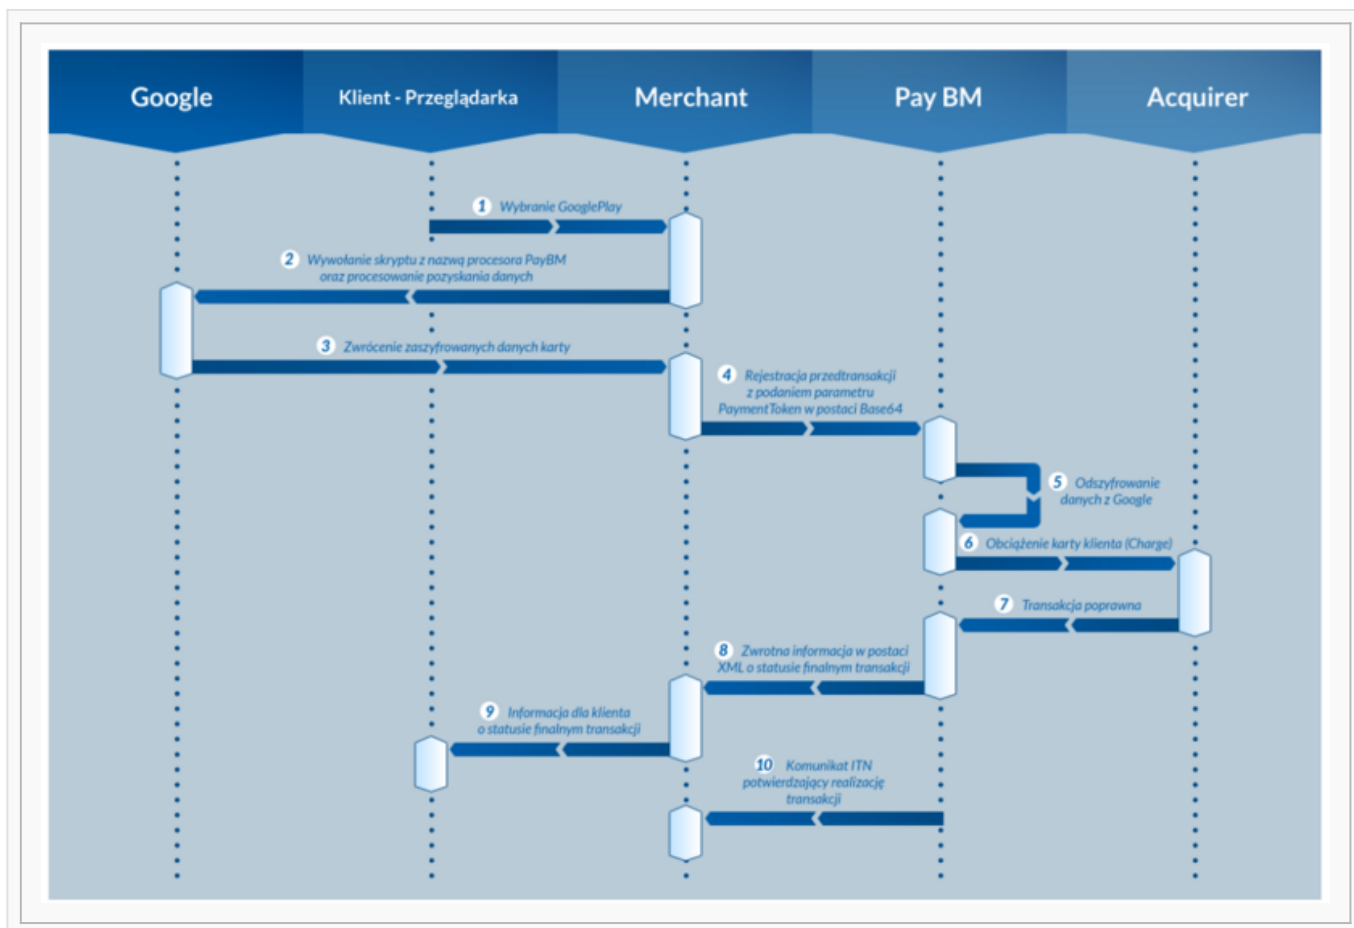 Google
Klient - Przeglądarka
Merchant
Pay BM
Acquirer
1 Wybranie GooglePlay
2 Wywołanie skryptu z nazwą procesora PayBM
oraz procesowanie pozyskania danych
3 Zwrócenie zaszyfrowanych danych karty
4 Rejestracja przedtransakcji
z podaniem parametru
PaymentToken w postaci Base64
5 Odszyfrowanie
danych z Google
6 Obciążenie karty klienta (Charge)
7 Transakcja poprawna
8 Zwrotna informacja w postaci
XML o statusie finalnym transakcji
9 Informacja dla klienta
o statusie finalnym transakcji
10 Komunikat ITN
potwierdzający realizację
transakcji